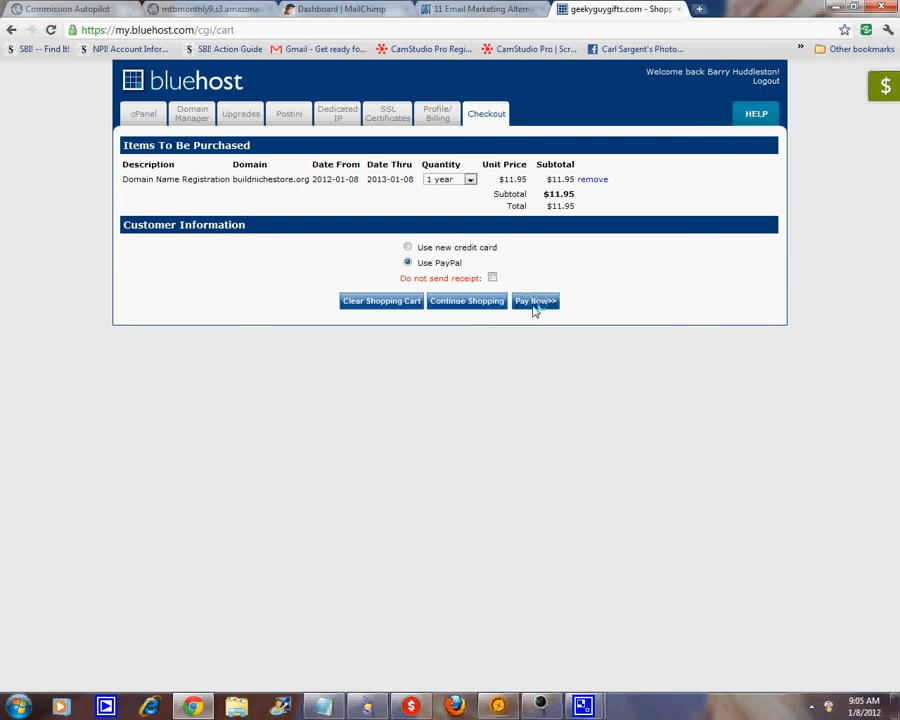 Commission Autopilot
mtbmonthly9.s3.amazona
Dashboard | MailChimp
11 Email Marketing Altern
geekyguygifts.com - Shopp
https://my.bluehost.com/cgi/cart
SBI! -- Find It!
NPI! Account Infor...
SBI! Action Guide
Gmail - Get ready fo...
CamStudio Pro Regi...
CamStudio Pro | Scr...
Carl Sargent's Photo...
»
Other bookmarks
bluehost
Welcome back Barry Huddleston!
Logout
$
cPanel
Domain Manager
Upgrades
Postini
Dedicated IP
SSL Certificates
Profile/ Billing
Checkout
HELP
Items To Be Purchased
Description Domain Date From Date Thru Quantity Unit Price Subtotal
Domain Name Registration buildnichestore.org 2012-01-08 2013-01-08 1 year $11.95 $11.95 remove
Subtotal $11.95
Total $11.95
Customer Information
Use new credit card
Use PayPal
Do not send receipt:
Clear Shopping Cart Continue Shopping Pay Now>>
9:05 AM
1/8/2012